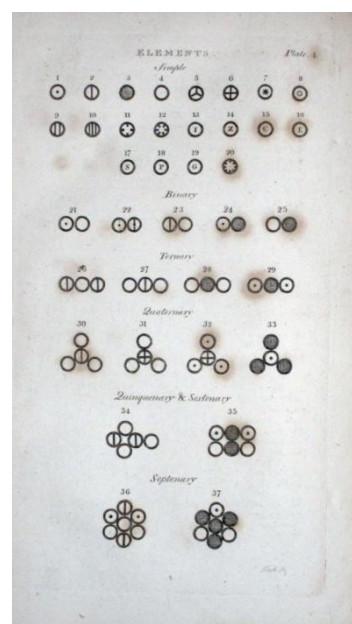 ELEMENTS
Plate 4
Simple
1 2 3 4 5 6 7 8
9 10 11 12 13 14 15 16
I Z C L
17 18 19 20
S P G
Binary
21 22 23 24 25
Ternary
26 27 28 29
Quaternary
30 31 32 33
Quinquenary & Sextenary
34 35
Septenary
36 37